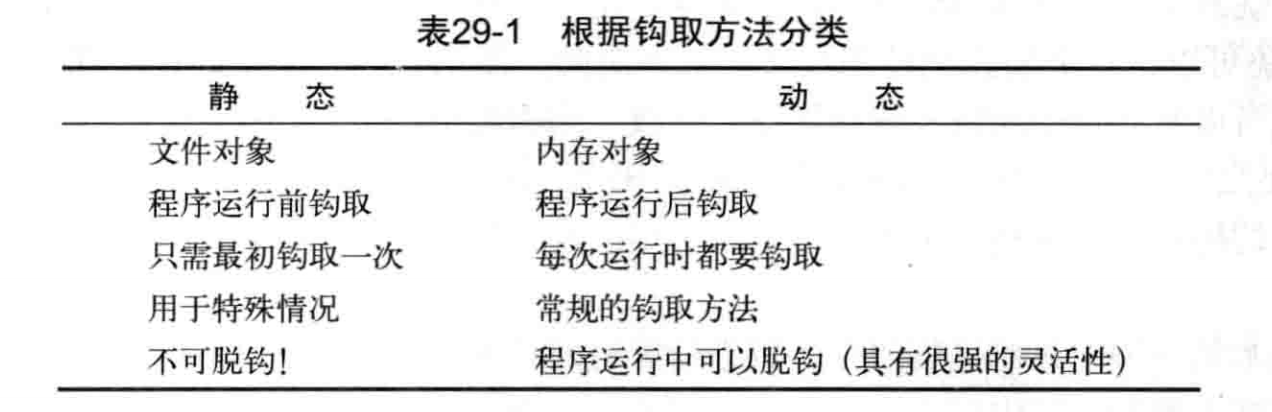 表29-1 根据钩取方法分类
静 态 动 态
文件对象 内存对象
程序运行前钩取 程序运行后钩取
只需最初钩取一次 每次运行时都要钩取
用于特殊情况 常规的钩取方法
不可脱钩! 程序运行中可以脱钩（具有很强的灵活性）